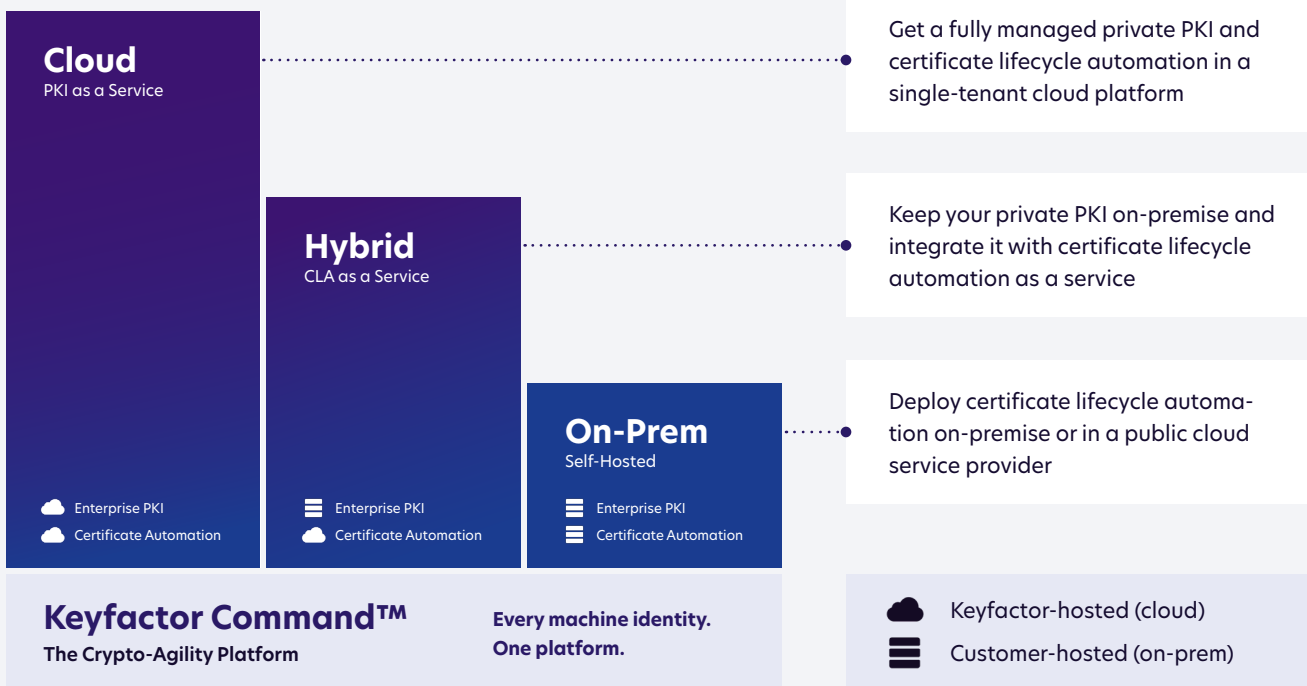 Cloud
PKI as a Service
Get a fully managed private PKI and
certificate lifecycle automation in a
single-tenant cloud platform
Hybrid
CLA as a Service
Keep your private PKI on-premise and
integrate it with certificate lifecycle
automation as a service
On-Prem
Self-Hosted
Deploy certificate lifecycle automa-
tion on-premise or in a public cloud
service provider
Enterprise PKI
Certificate Automation
Enterprise PKI
Certificate Automation
Enterprise PKI
Certificate Automation
Keyfactor Command™
The Crypto-Agility Platform
Every machine identity.
One platform.
Keyfactor-hosted (cloud)
Customer-hosted (on-prem)